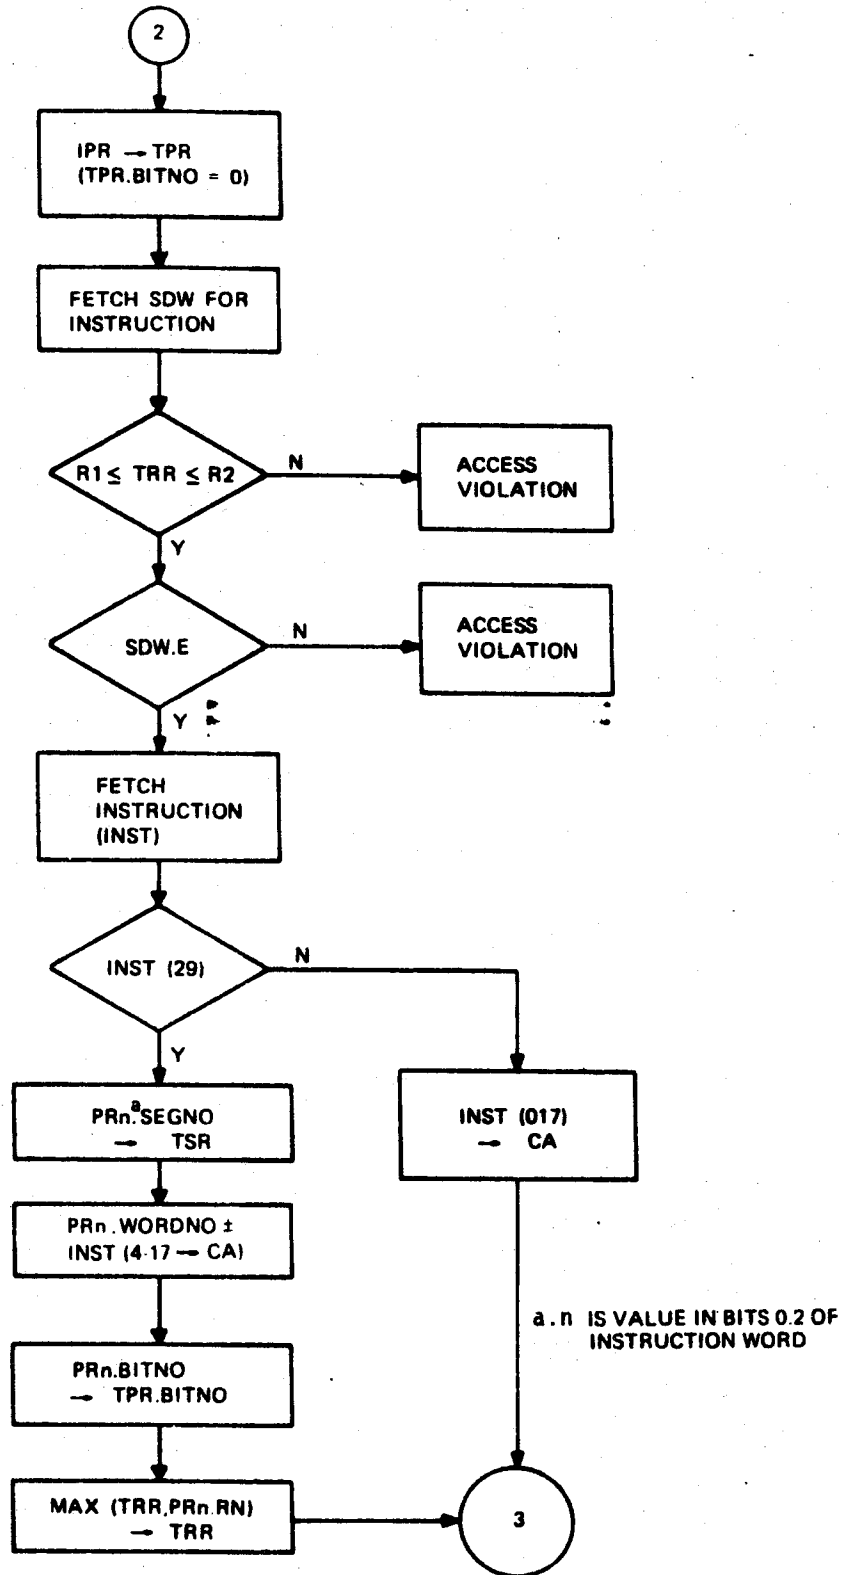 2
IPR → TPR
(TPR.BITNO = 0)
FETCH SDW FOR
INSTRUCTION
R1 ≤ TRR ≤ R2
N
ACCESS
VIOLATION
Y
SDW.E
N
ACCESS
VIOLATION
Y
FETCH
INSTRUCTION
(INST)
INST (29)
N
Y
PRn.ᵃSEGNO
→ TSR
INST (017)
→ CA
PRn.WORDNO ±
INST (4-17 → CA)
a.n IS VALUE IN BITS 0.2 OF
INSTRUCTION WORD
PRn.BITNO
→ TPR.BITNO
MAX (TRR,PRn.RN)
→ TRR
3